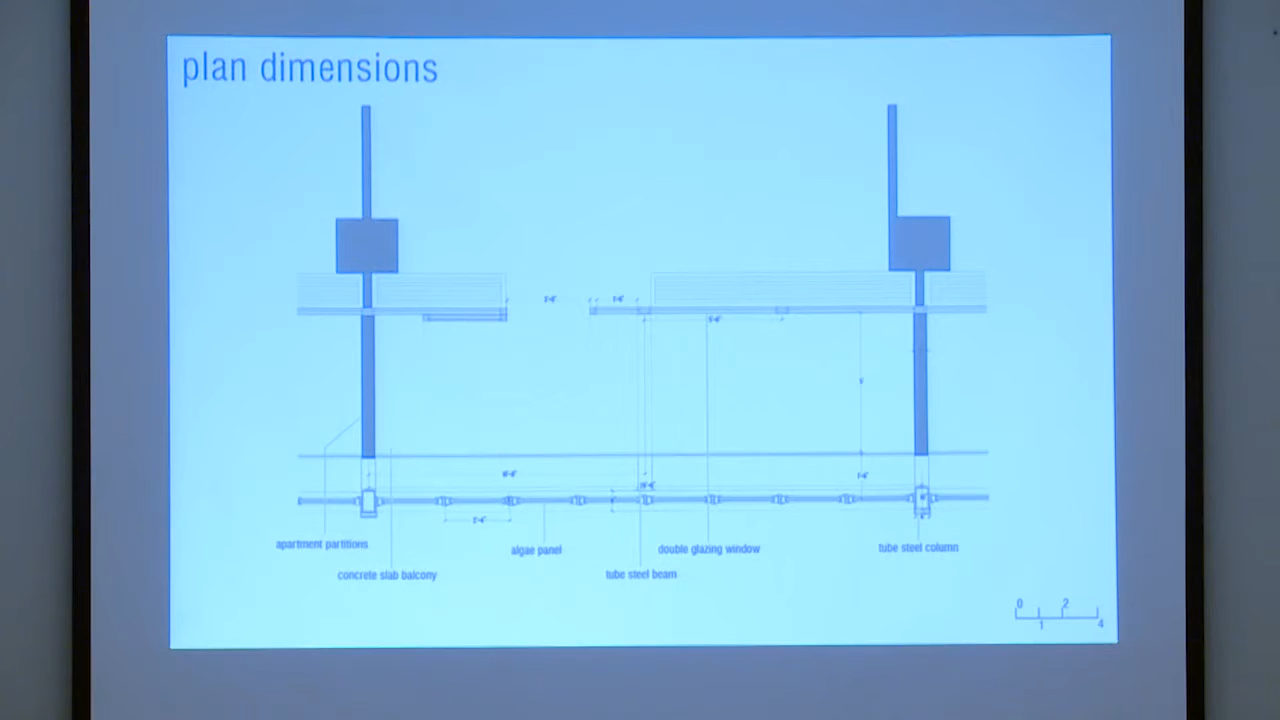 plan dimensions
apartment partitions
algae panel
double glazing window
tube steel column
concrete slab balcony
tube steel beam
0 2
1 4